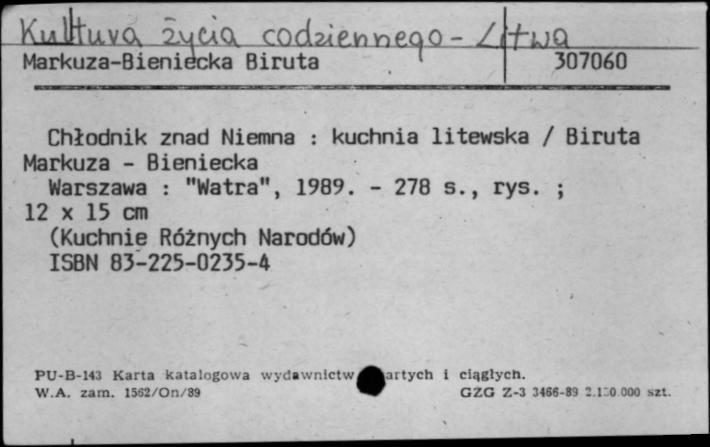 Kultura życia codziennego - Litwa
Markuza-Bieniecka Biruta 307060
Chłodnik znad Niemna : kuchnia litewska / Biruta
Markuza - Bieniecka
Warszawa : "Watra", 1989. - 278 s., rys. ;
12 x 15 cm
(Kuchnie Różnych Narodów)
ISBN 83-225-0235-4
PU-B-143 Karta katalogowa wydawnictw artych i ciągłych.
W.A. zam. 1562/On/89 GZG Z-3 3466-89 szt.